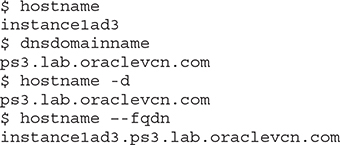 $ hostname
instance1ad3
$ dnsdomainname
ps3.lab.oraclevcn.com
$ hostname -d
ps3.lab.oraclevcn.com
$ hostname --fqdn
instance1ad3.ps3.lab.oraclevcn.com